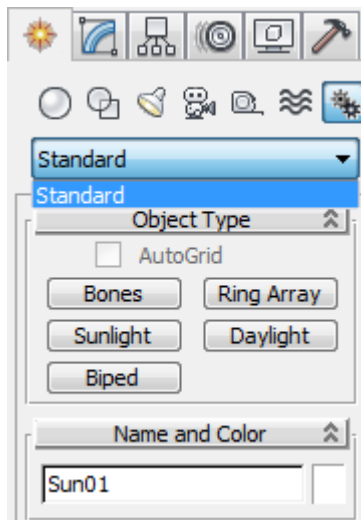 Standard
Standard
Object Type
AutoGrid
Bones Ring Array
Sunlight Daylight
Biped
Name and Color
Sun01